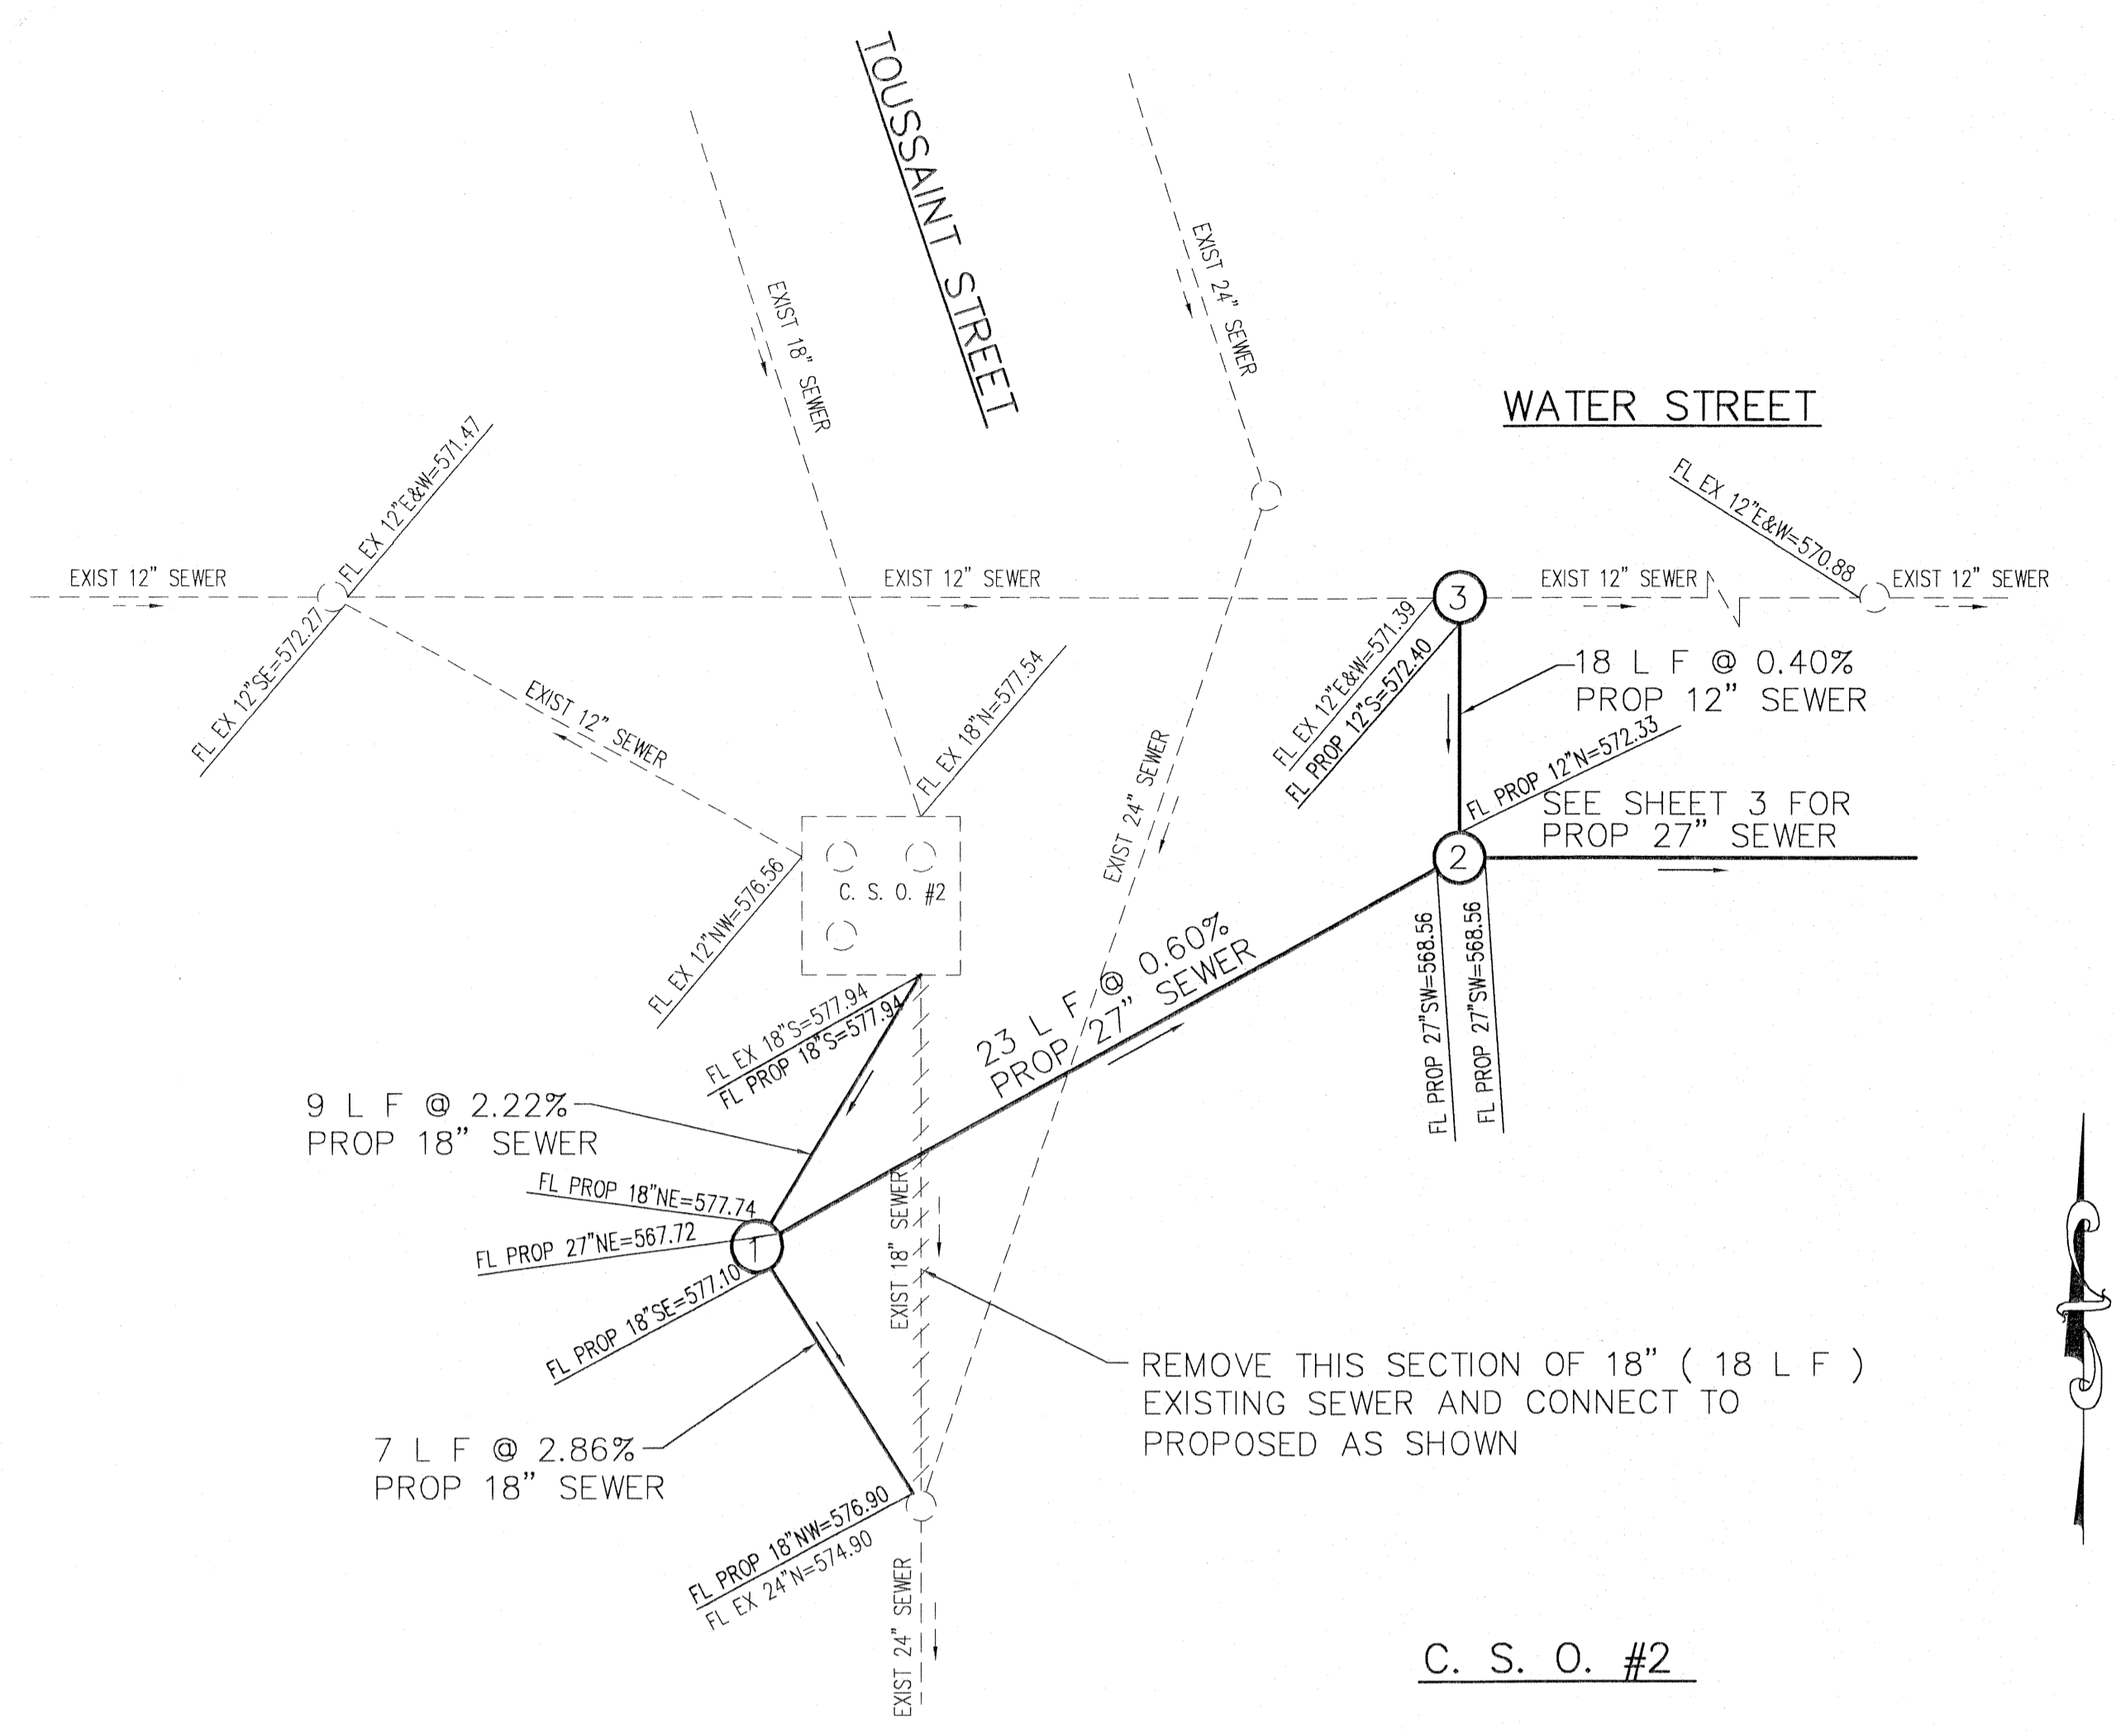 TOUSSAINT STREET
EXIST 18" SEWER
EXIST 24" SEWER
WATER STREET
FL EX 12"E&W=571.47
FL EX 12"E&W=570.88
EXIST 12" SEWER
EXIST 12" SEWER
3
EXIST 12" SEWER
EXIST 12" SEWER
FL EX 12"SE=572.27
EXIST 12" SEWER
FL EX 18"N=577.54
FL EX 12"E&W=571.39
FL PROP 12"S=572.40
18 L F @ 0.40%
PROP 12" SEWER
FL PROP 12"N=572.33
SEE SHEET 3 FOR
PROP 27" SEWER
2
EXIST 24" SEWER
C. S. O. #2
FL EX 12"NW=576.56
FL EX 18"S=577.94
FL PROP 18"S=577.94
23 L F @ 0.60%
PROP 27" SEWER
FL PROP 27"SW=568.56
FL PROP 27"SW=568.56
9 L F @ 2.22%
PROP 18" SEWER
FL PROP 18"NE=577.74
FL PROP 27"NE=567.72
1
FL PROP 18"SE=577.10
EXIST 18" SEWER
REMOVE THIS SECTION OF 18" ( 18 L F )
EXISTING SEWER AND CONNECT TO
PROPOSED AS SHOWN
7 L F @ 2.86%
PROP 18" SEWER
FL PROP 18"NW=576.90
FL EX 24"N=574.90
EXIST 24" SEWER
C. S. O. #2